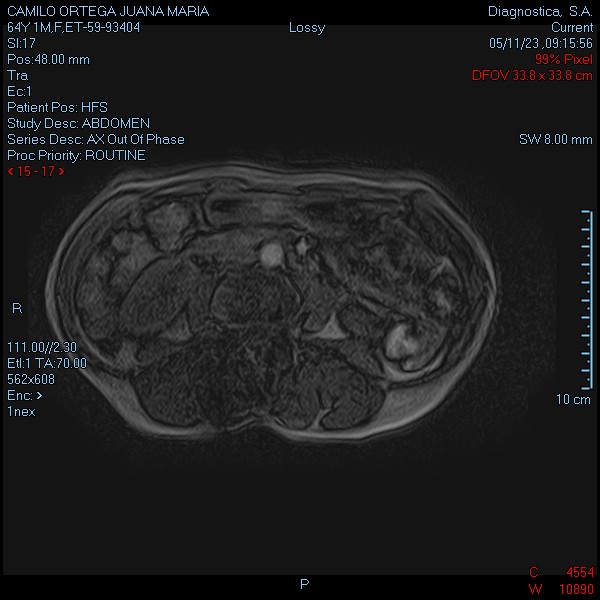 CAMILO ORTEGA JUANA MARIA
64Y 1M,F,ET-59-93404
Sl:17
Pos:48.00 mm
Tra
Ec:1
Patient Pos: HFS
Study Desc: ABDOMEN
Series Desc: AX Out Of Phase
Proc Priority: ROUTINE
< 15 - 17 >
Lossy
Diagnostica, S.A.
Current
05/11/23 ,09:15:56
99% Pixel
DFOV 33.8 x 33.8 cm
SW 8.00 mm
R
111.00//2.30
Etl:1 TA:70.00
562x608
Enc: >
1nex
10 cm
P
C 4554
W 10890